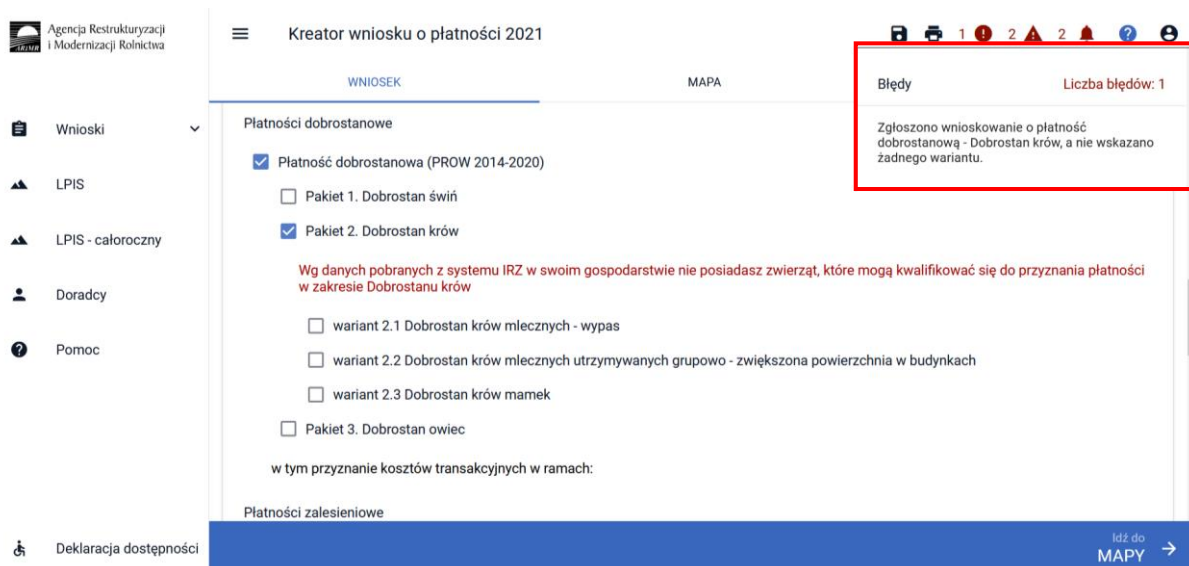 ARiMR
Agencja Restrukturyzacji
i Modernizacji Rolnictwa
Kreator wniosku o płatności 2021
1 2 2
WNIOSEK
MAPA
Błędy
Liczba błędów: 1
Zgłoszono wnioskowanie o płatność
dobrostanową - Dobrostan krów, a nie wskazano
żadnego wariantu.
Wnioski
LPIS
LPIS - całoroczny
Doradcy
Pomoc
Deklaracja dostępności
Płatności dobrostanowe
Płatność dobrostanowa (PROW 2014-2020)
Pakiet 1. Dobrostan świń
Pakiet 2. Dobrostan krów
Wg danych pobranych z systemu IRZ w swoim gospodarstwie nie posiadasz zwierząt, które mogą kwalifikować się do przyznania płatności
w zakresie Dobrostanu krów
wariant 2.1 Dobrostan krów mlecznych - wypas
wariant 2.2 Dobrostan krów mlecznych utrzymywanych grupowo - zwiększona powierzchnia w budynkach
wariant 2.3 Dobrostan krów mamek
Pakiet 3. Dobrostan owiec
w tym przyznanie kosztów transakcyjnych w ramach:
Płatności zalesieniowe
Idź do
MAPY